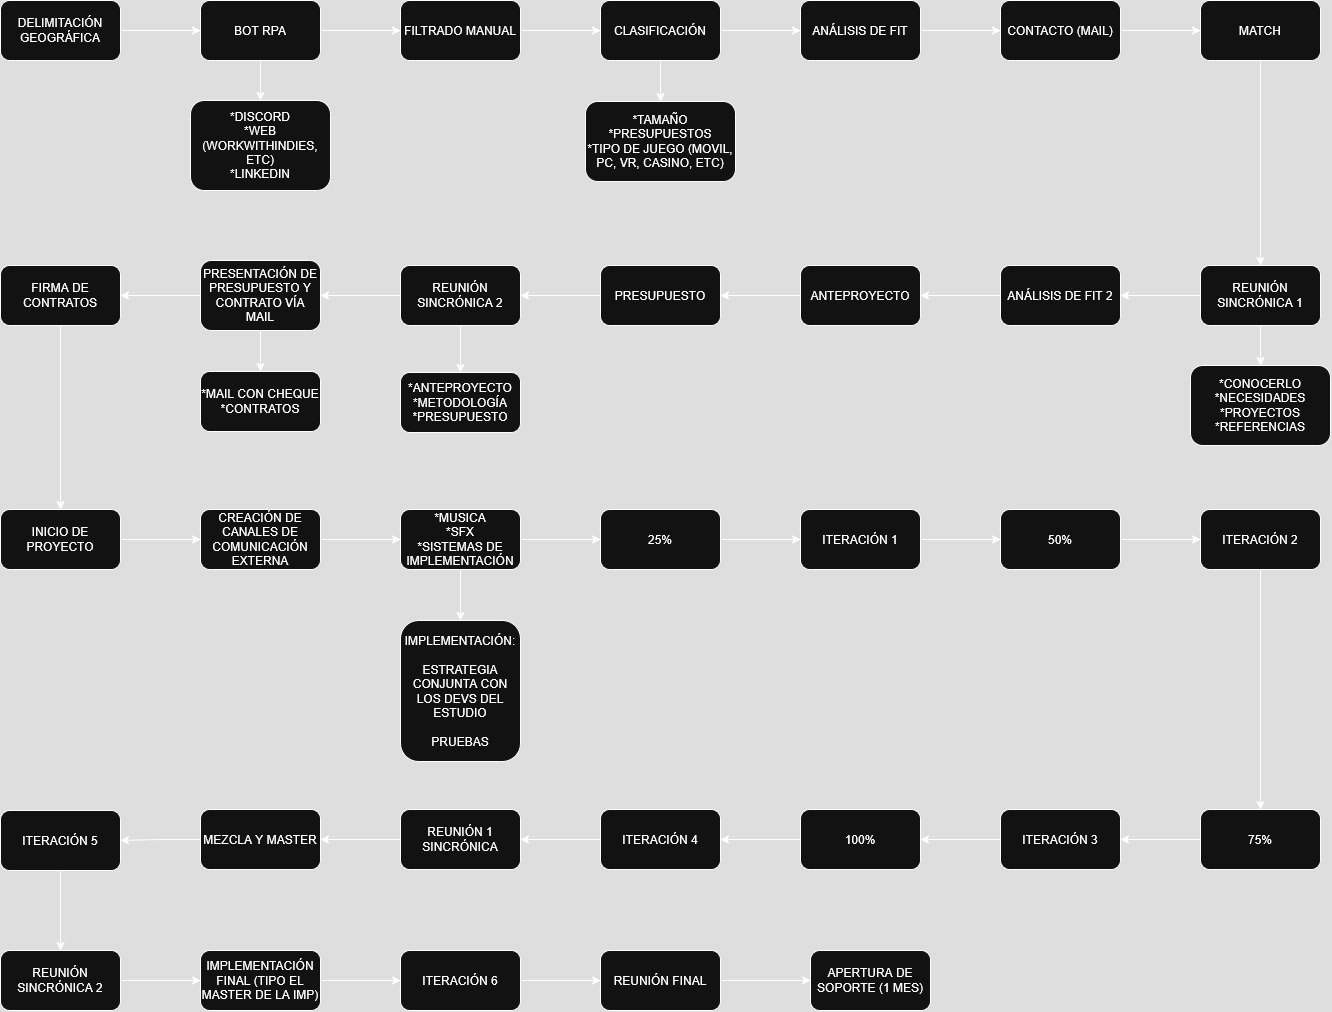 DELIMITACIÓN
GEOGRÁFICA
BOT RPA
FILTRADO MANUAL
CLASIFICACIÓN
ANÁLISIS DE FIT
CONTACTO (MAIL)
MATCH
*DISCORD
*WEB
(WORKWITHINDIES,
ETC)
*LINKEDIN
*TAMAÑO
*PRESUPUESTOS
*TIPO DE JUEGO (MOVIL,
PC, VR, CASINO, ETC)
FIRMA DE
CONTRATOS
PRESENTACIÓN DE
PRESUPUESTO Y
CONTRATO VÍA
MAIL
REUNIÓN
SINCRÓNICA 2
PRESUPUESTO
ANTEPROYECTO
ANÁLISIS DE FIT 2
REUNIÓN
SINCRÓNICA 1
*MAIL CON CHEQUE
*CONTRATOS
*ANTEPROYECTO
*METODOLOGÍA
*PRESUPUESTO
*CONOCERLO
*NECESIDADES
*PROYECTOS
*REFERENCIAS
INICIO DE
PROYECTO
CREACIÓN DE
CANALES DE
COMUNICACIÓN
EXTERNA
*MUSICA
*SFX
*SISTEMAS DE
IMPLEMENTACIÓN
25%
ITERACIÓN 1
50%
ITERACIÓN 2
IMPLEMENTACIÓN:
ESTRATEGIA
CONJUNTA CON
LOS DEVS DEL
ESTUDIO
PRUEBAS
ITERACIÓN 5
MEZCLA Y MASTER
REUNIÓN 1
SINCRÓNICA
ITERACIÓN 4
100%
ITERACIÓN 3
75%
REUNIÓN
SINCRÓNICA 2
IMPLEMENTACIÓN
FINAL (TIPO EL
MASTER DE LA IMP)
ITERACIÓN 6
REUNIÓN FINAL
APERTURA DE
SOPORTE (1 MES)